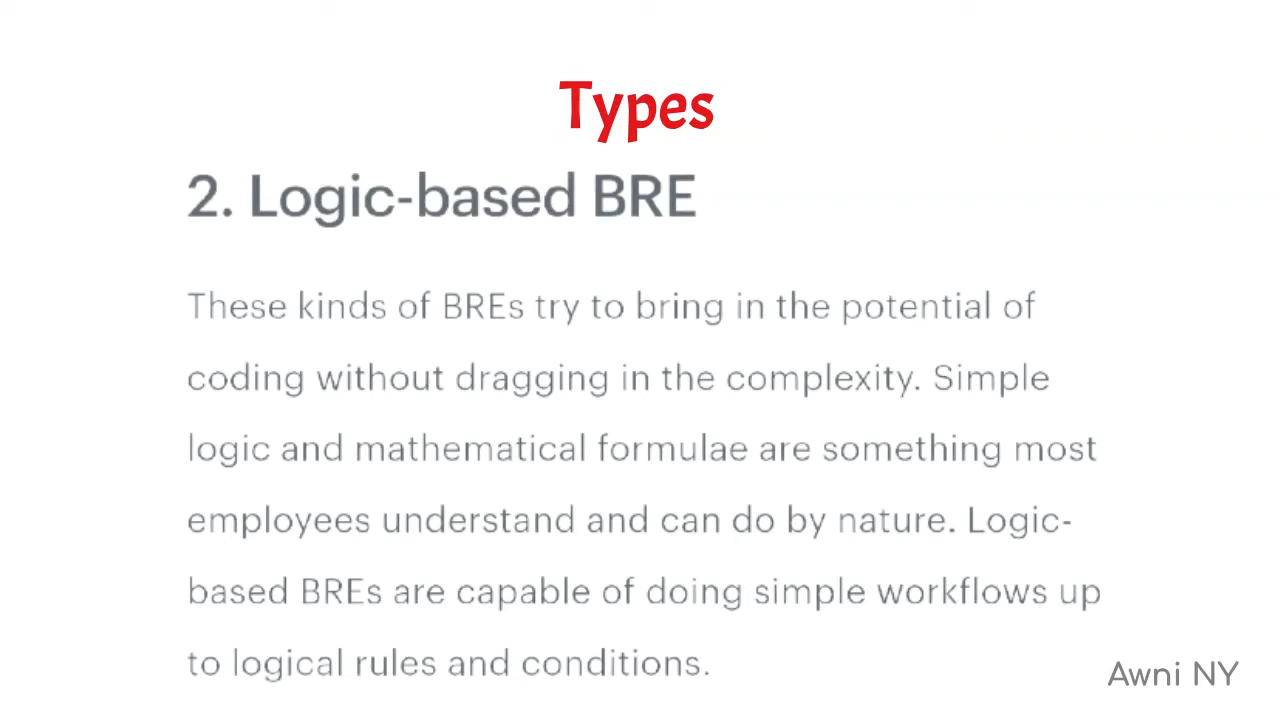 Types
2. Logic-based BRE
These kinds of BREs try to bring in the potential of
coding without dragging in the complexity. Simple
logic and mathematical formulae are something most
employees understand and can do by nature. Logic-
based BREs are capable of doing simple workflows up
to logical rules and conditions.
Awni NY